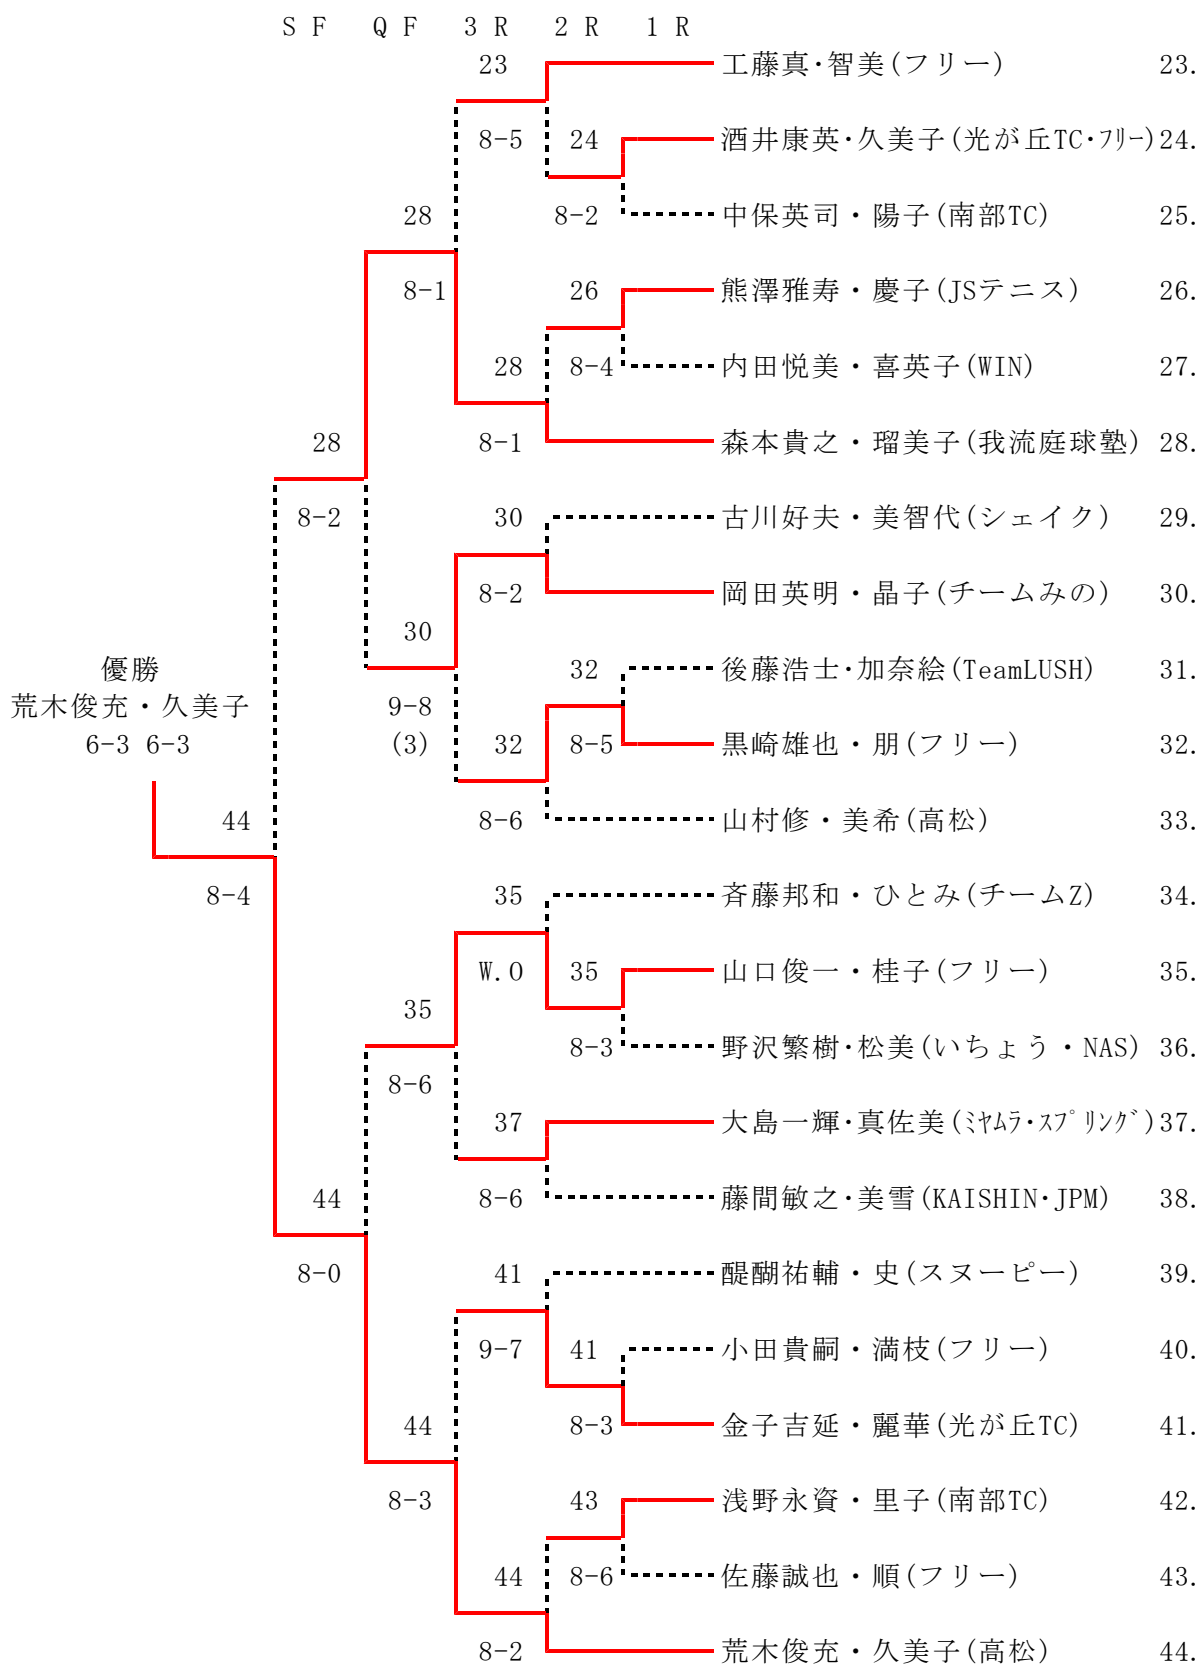 S F Q F 3 R 2 R 1 R
23 工藤真・智美(フリー) 23.
8-5 24 酒井康英・久美子(光が丘TC・フリー) 24.
28 8-2 中保英司・陽子(南部TC) 25.
8-1 26 熊澤雅寿・慶子(JSテニス) 26.
28 8-4 内田悦美・喜英子(WIN) 27.
28 8-1 森本貴之・瑠美子(我流庭球塾) 28.
8-2 30 古川好夫・美智代(シェイク) 29.
8-2 岡田英明・晶子(チームみの) 30.
30
優勝 32 後藤浩士・加奈絵(TeamLUSH) 31.
荒木俊充・久美子 9-8
6-3 6-3 (3) 32 8-5 黒崎雄也・朋(フリー) 32.
44 8-6 山村修・美希(高松) 33.
8-4 35 斉藤邦和・ひとみ(チームZ) 34.
W.O 35 山口俊一・桂子(フリー) 35.
35
8-3 野沢繁樹・松美(いちょう・NAS) 36.
8-6
37 大島一輝・真佐美(ミヤムラ・スプリング) 37.
44 8-6 藤間敏之・美雪(KAISHIN・JPM) 38.
8-0 41 醍醐祐輔・史(スヌーピー) 39.
9-7 41 小田貴嗣・満枝(フリー) 40.
44 8-3 金子吉延・麗華(光が丘TC) 41.
8-3 43 浅野永資・里子(南部TC) 42.
44 8-6 佐藤誠也・順(フリー) 43.
8-2 荒木俊充・久美子(高松) 44.